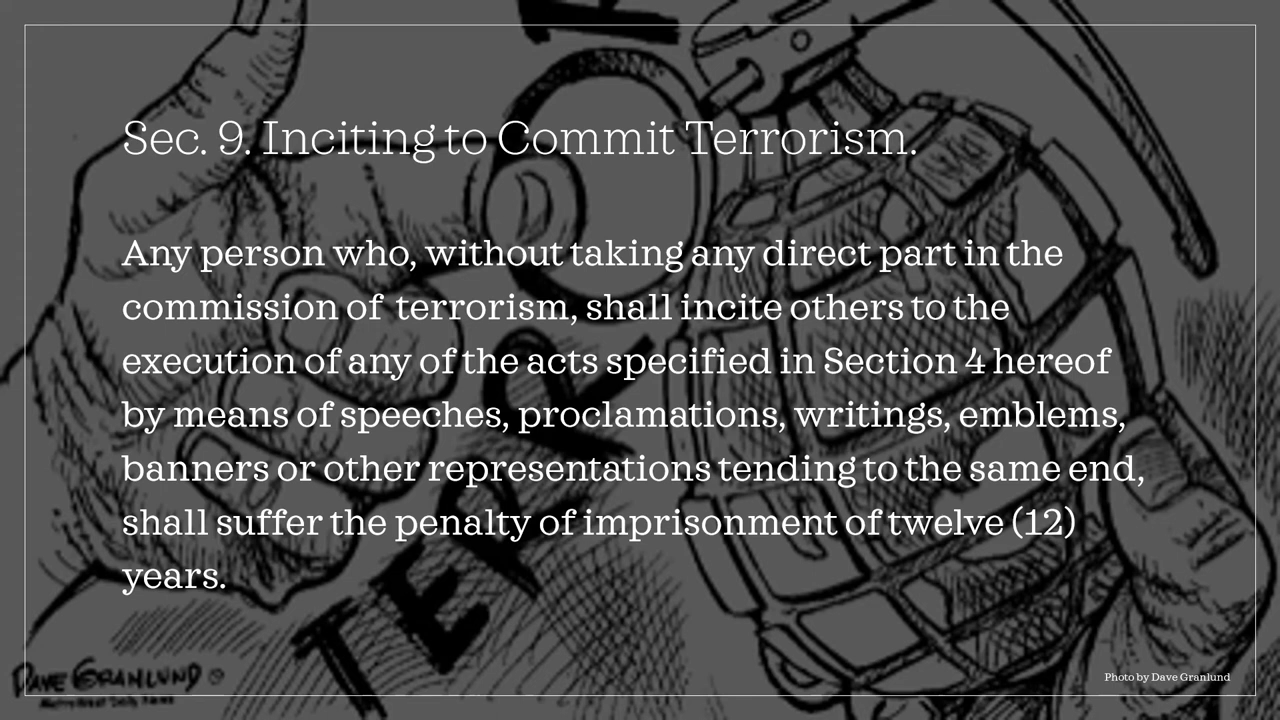 Sec. 9. Inciting to Commit Terrorism.
Any person who, without taking any direct part in the
commission of terrorism, shall incite others to the
execution of any of the acts specified in Section 4 hereof
by means of speeches, proclamations, writings, emblems,
banners or other representations tending to the same end,
shall suffer the penalty of imprisonment of twelve (12)
years.
TERROR
DAVE GRANLUND ©
Photo by Dave Granlund